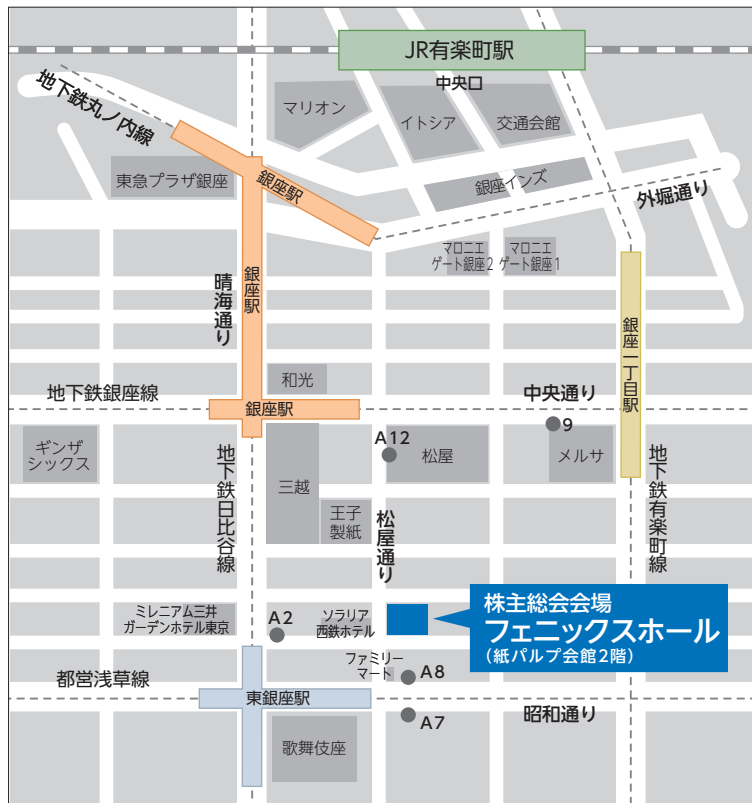 JR有楽町駅
中央口
地下鉄丸ノ内線
マリオン
イトシア
交通会館
東急プラザ銀座
銀座駅
銀座インズ
外堀通り
マロニエ
ゲート銀座2
マロニエ
ゲート銀座1
晴海通り
銀座駅
銀座一丁目駅
和光
地下鉄銀座線
銀座駅
中央通り
9
A12
ギンザ
シックス
地下鉄日比谷線
三越
松屋
メルサ
地下鉄有楽町線
王子
製紙
松屋通り
ミレニアム三井
ガーデンホテル東京
A2
ソラリア
西鉄ホテル
株主総会会場
フェニックスホール
(紙パルプ会館2階)
ファミリー
マート
A8
都営浅草線
東銀座駅
A7
昭和通り
歌舞伎座